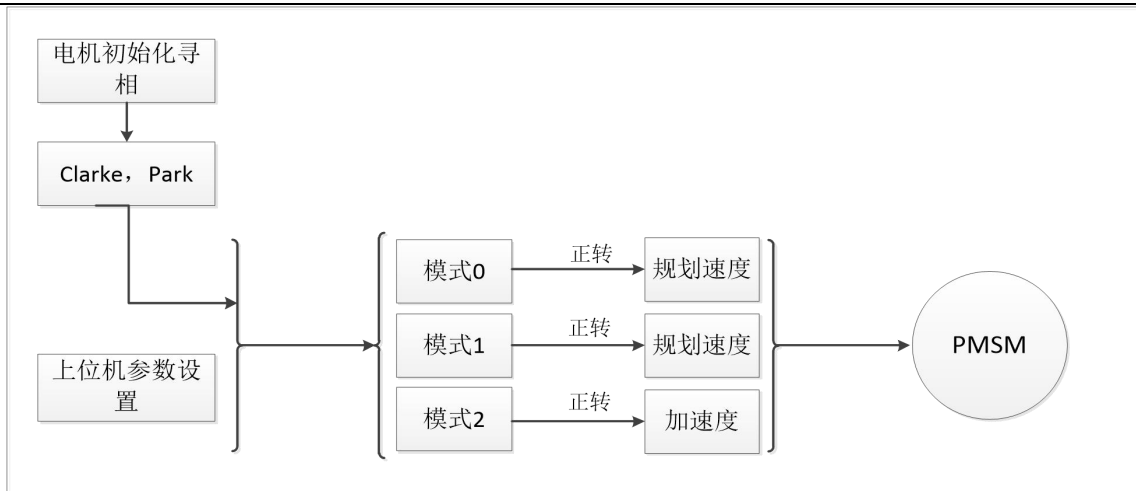 电机初始化寻
相
Clarke，Park
上位机参数设
置
模式0
正转
规划速度
模式1
正转
规划速度
模式2
正转
加速度
PMSM